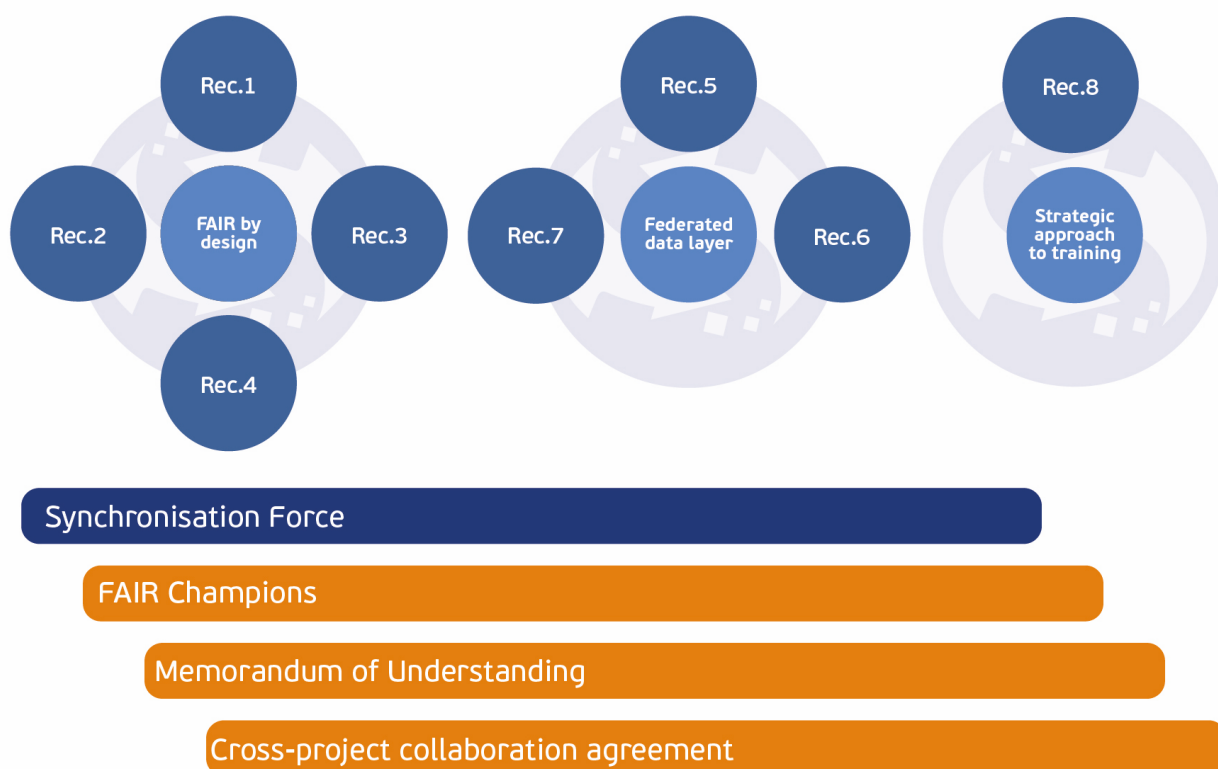 Rec.1
Rec.2
FAIR by
design
Rec.3
Rec.4
Rec.5
Rec.7
Federated
data layer
Rec.6
Rec.8
Strategic
approach
to training
Synchronisation Force
FAIR Champions
Memorandum of Understanding
Cross-project collaboration agreement